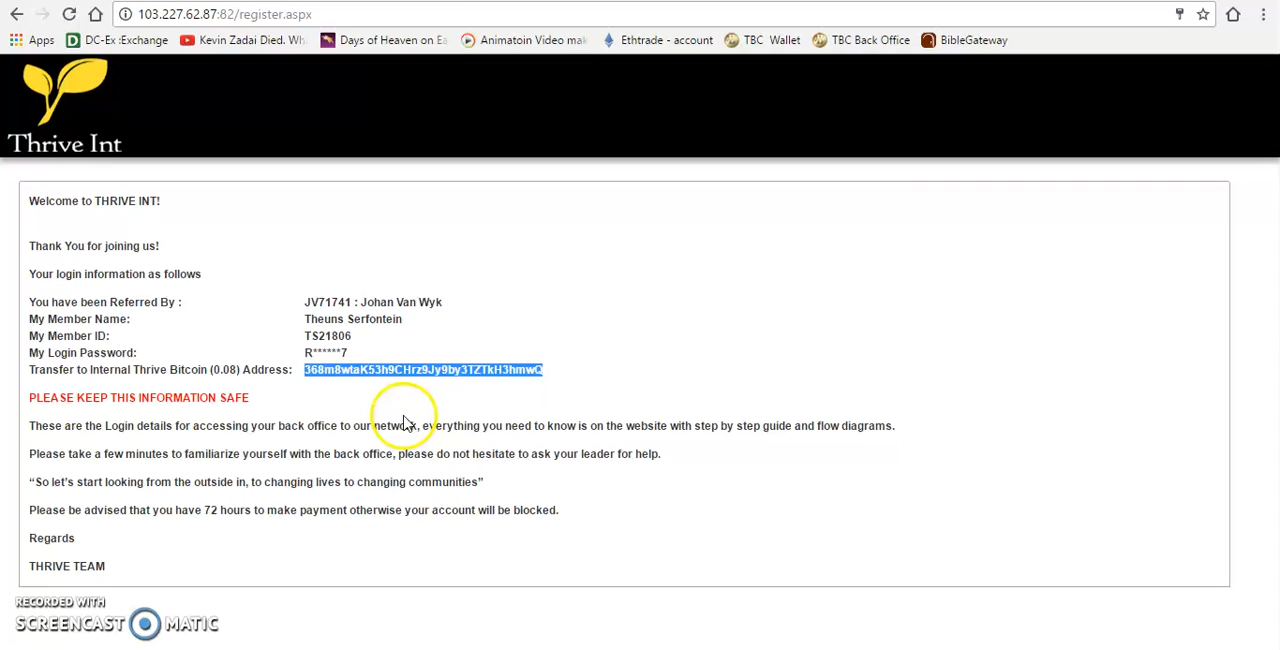 103.227.62.87:82/register.aspx
Apps DC-Ex :Exchange Kevin Zadai Died. Wh Days of Heaven on Ea Animatoin Video mak Ethtrade - account TBC Wallet TBC Back Office BibleGateway
Thrive Int
Welcome to THRIVE INT!
Thank You for joining us!
Your login information as follows
You have been Referred By : JV71741 : Johan Van Wyk
My Member Name: Theuns Serfontein
My Member ID: TS21806
My Login Password: R******7
Transfer to Internal Thrive Bitcoin (0.08) Address: 368m8wtaK53h9CHrz9Jy9by3TZTkH3hmwQ
PLEASE KEEP THIS INFORMATION SAFE
These are the Login details for accessing your back office to our network, everything you need to know is on the website with step by step guide and flow diagrams.
Please take a few minutes to familiarize yourself with the back office, please do not hesitate to ask your leader for help.
“So let’s start looking from the outside in, to changing lives to changing communities”
Please be advised that you have 72 hours to make payment otherwise your account will be blocked.
Regards
THRIVE TEAM
RECORDED WITH
SCREENCAST MATIC